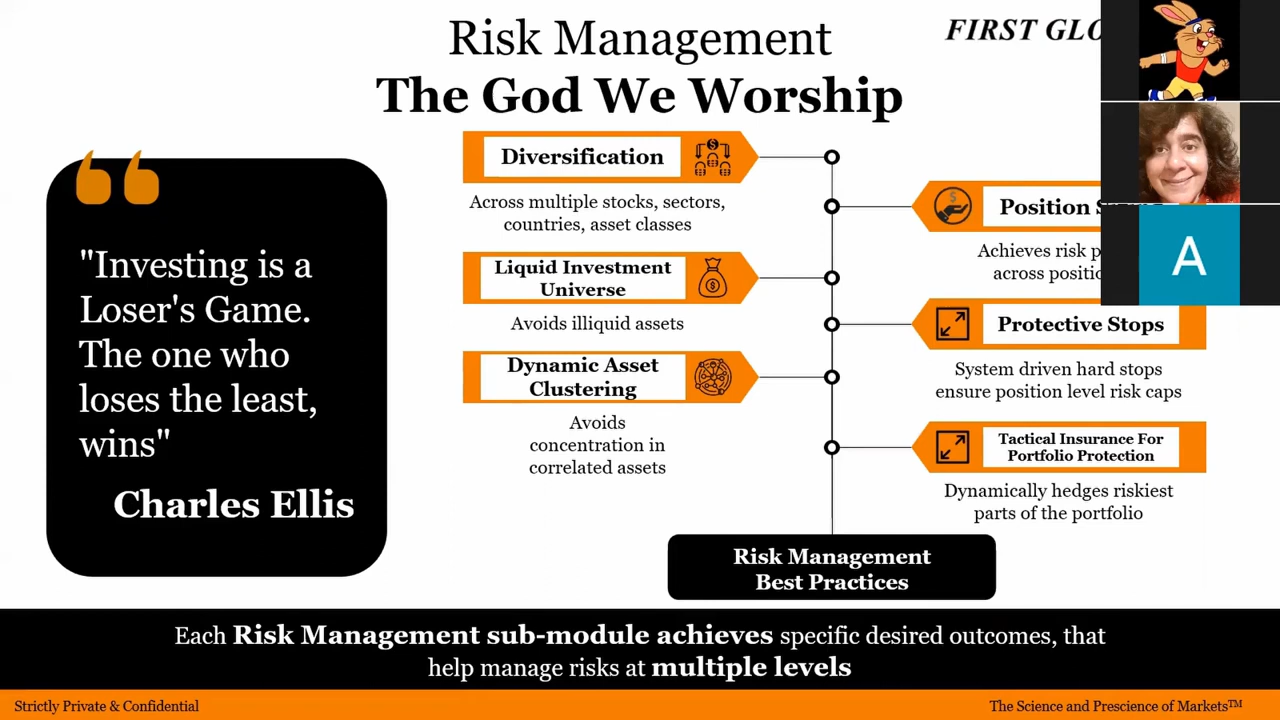 Risk Management
FIRST
The God We Worship
"Investing is a
Loser's Game.
The one who
loses the least,
wins"
Charles Ellis
Diversification
Across multiple stocks, sectors,
countries, asset classes
Liquid Investment
Universe
Avoids illiquid assets
Dynamic Asset
Clustering
Avoids
concentration in
correlated assets
Position
Achieves risk
across
A
Protective Stops
System driven hard stops
ensure position level risk caps
Tactical Insurance For
Portfolio Protection
Dynamically hedges riskiest
parts of the portfolio
Risk Management
Best Practices
Each Risk Management sub-module achieves specific desired outcomes, that
help manage risks at multiple levels
Strictly Private & Confidential
The Science and Prescience of Markets™